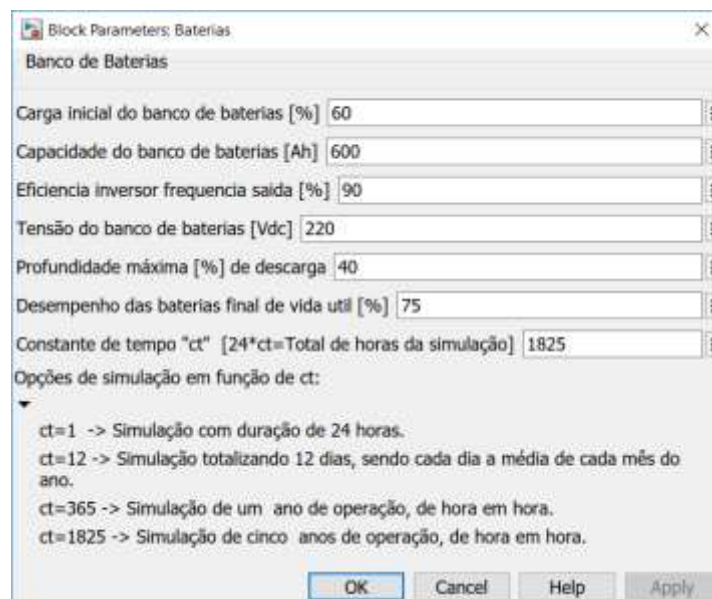 Block Parameters: Baterias
Banco de Baterias
Carga inicial do banco de baterias [%] 60
Capacidade do banco de baterias [Ah] 600
Eficiencia inversor frequencia saida [%] 90
Tensão do banco de baterias [Vdc] 220
Profundidade máxima [%] de descarga 40
Desempenho das baterias final de vida util [%] 75
Constante de tempo "ct" [24*ct=Total de horas da simulação] 1825
Opções de simulação em função de ct:
ct=1 -> Simulação com duração de 24 horas.
ct=12 -> Simulação totalizando 12 dias, sendo cada dia a média de cada mês do
ano.
ct=365 -> Simulação de um ano de operação, de hora em hora.
ct=1825 -> Simulação de cinco anos de operação, de hora em hora.
OK Cancel Help Apply